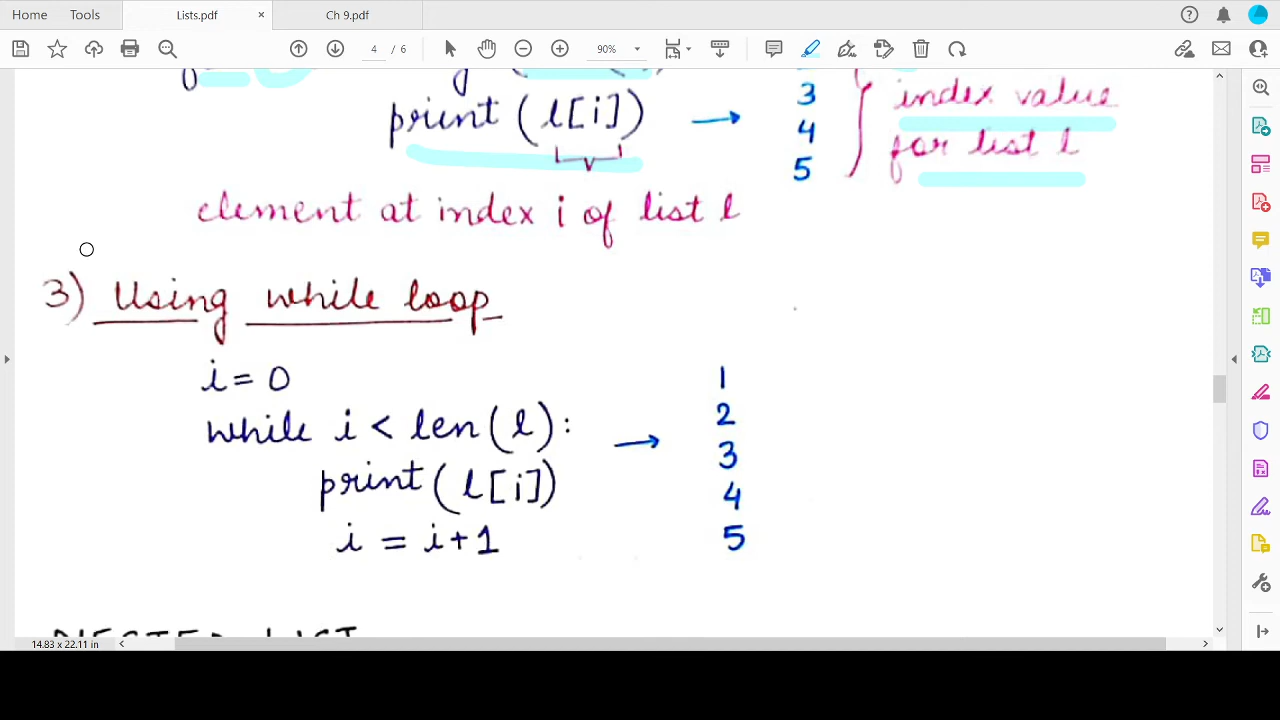 Home Tools Lists.pdf × Ch 9.pdf
4 / 6 90%
print (l[i]) → 3 index value
4 for list l
5
element at index i of list l
3) Using while loop
i = 0 1
while i < len(l): → 2
print(l[i]) 3
i = i+1 4
5
NESTED LIST
14.83 x 22.11 in